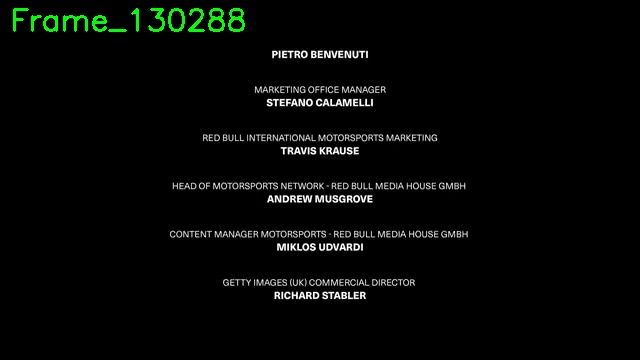 Frame_130288
PIETRO BENVENUTI
MARKETING OFFICE MANAGER
STEFANO CALAMELLI
RED BULL INTERNATIONAL MOTORSPORTS MARKETING
TRAVIS KRAUSE
HEAD OF MOTORSPORTS NETWORK - RED BULL MEDIA HOUSE GMBH
ANDREW MUSGROVE
CONTENT MANAGER MOTORSPORTS - RED BULL MEDIA HOUSE GMBH
MIKLOS UDVARDI
GETTY IMAGES (UK) COMMERCIAL DIRECTOR
RICHARD STABLER